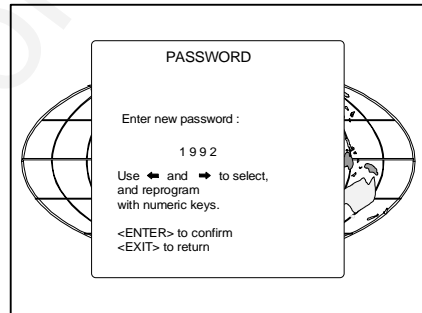 PASSWORD
Enter new password :
1 9 9 2
Use ← and → to select,
and reprogram
with numeric keys.
<ENTER> to confirm
<EXIT> to return